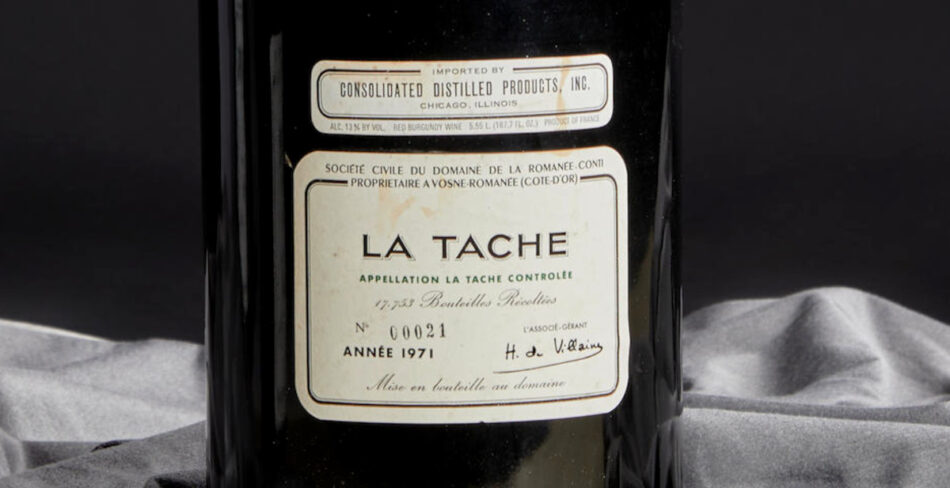 IMPORTED BY
CONSOLIDATED DISTILLED PRODUCTS, INC.
CHICAGO, ILLINOIS
ALC. 13% BY VOL. RED BURGUNDY WINE 5.55 L. (187.7 FL. OZ.) PRODUCT OF FRANCE
SOCIÉTÉ CIVILE DU DOMAINE DE LA ROMANÉE-CONTI
PROPRIETAIRE A VOSNE-ROMANÉE (COTE-D'OR)
LA TACHE
APPELLATION LA TACHE CONTROLÉE
17.753 Bouteilles Récoltées
Nº 00021
L'ASSOCIÉ-GÉRANT
ANNÉE 1971
H. de Villaine
Mise en bouteille au domaine